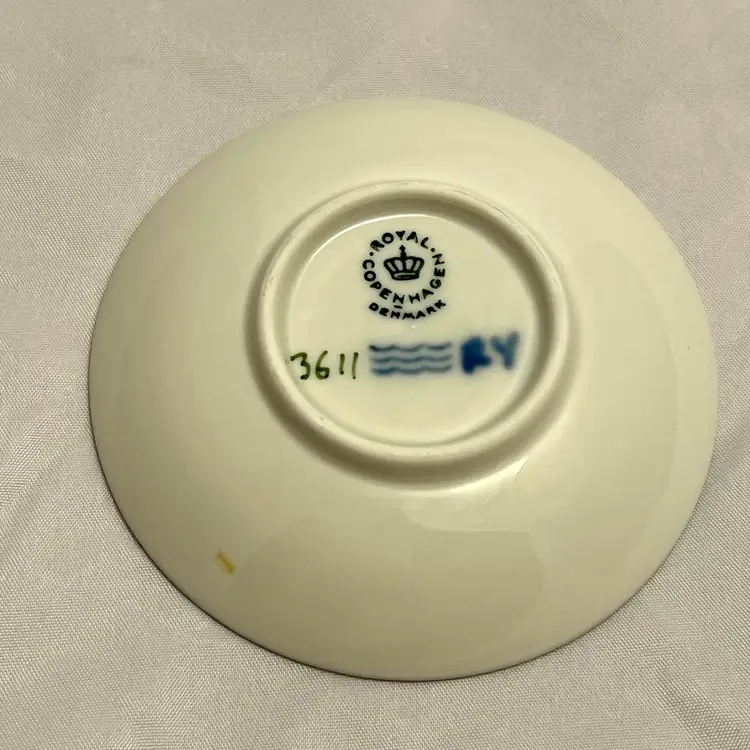 ROYAL
COPENHAGEN
DENMARK
3611